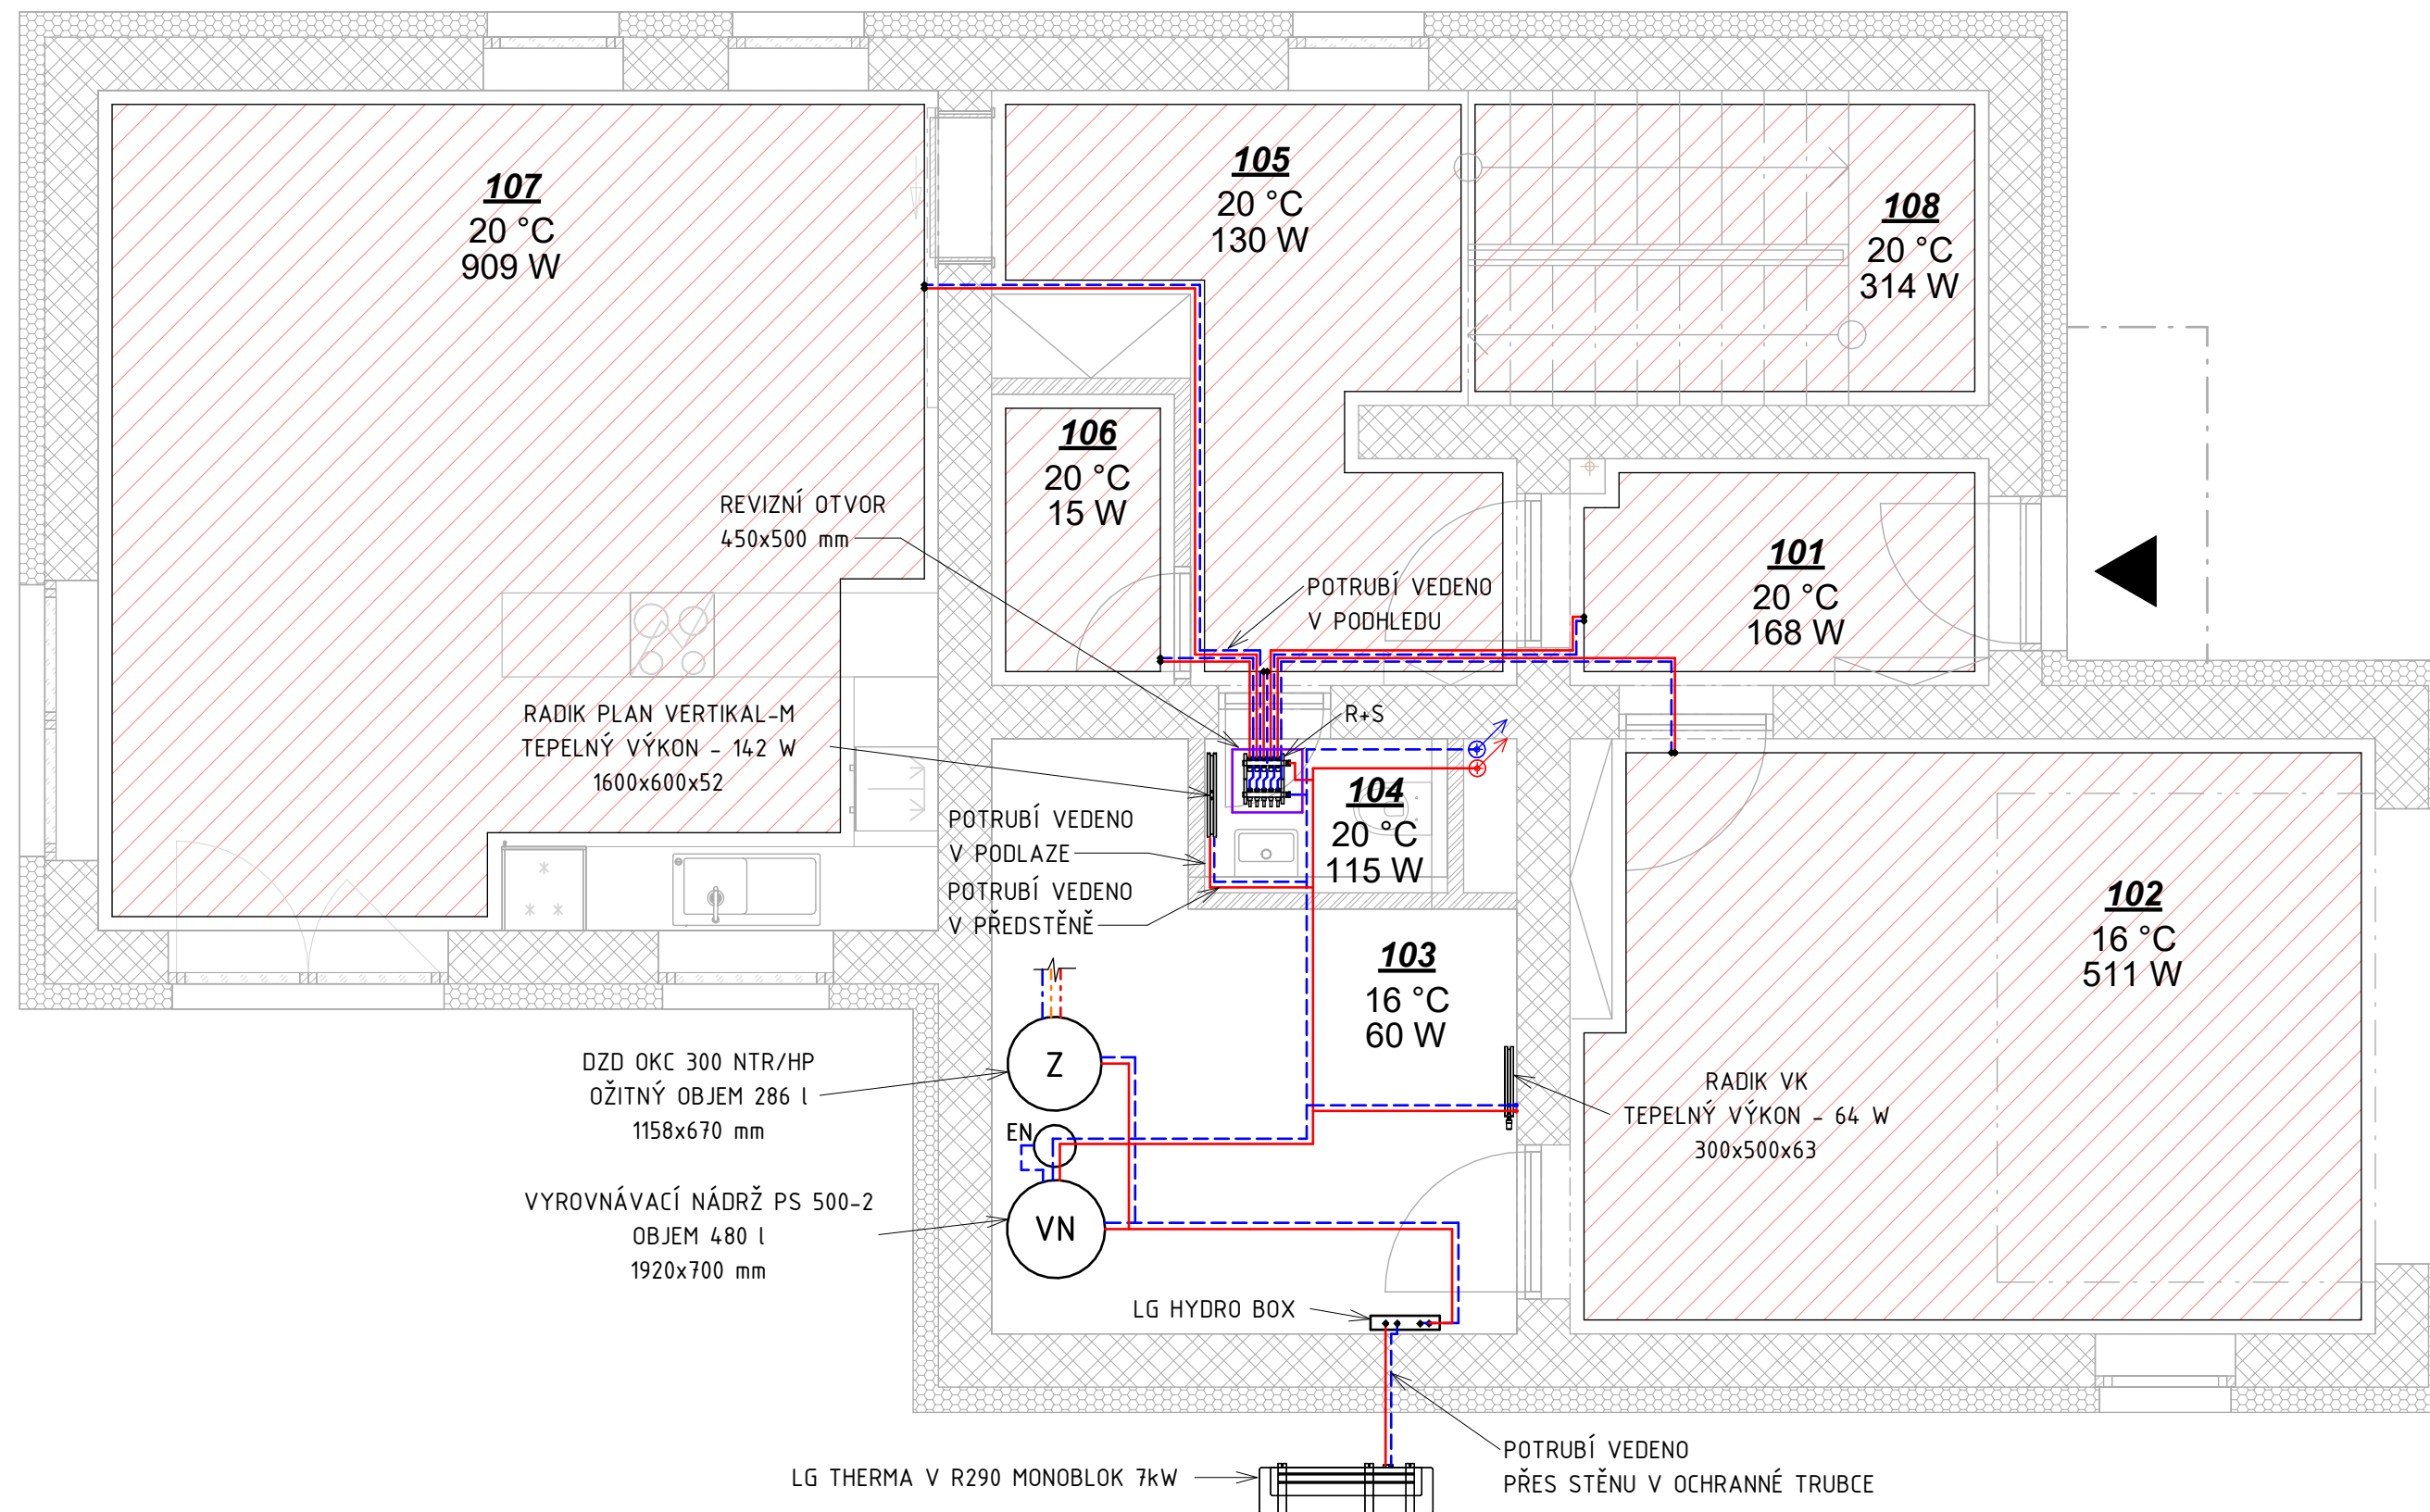 107
20 °C
909 W
105
20 °C
130 W
108
20 °C
314 W
106
20 °C
15 W
REVIZNÍ OTVOR
450x500 mm
POTRUBÍ VEDENO
V PODHLEDU
101
20 °C
168 W
RADIK PLAN VERTIKAL-M
TEPELNÝ VÝKON - 142 W
1600x600x52
R+S
104
20 °C
115 W
POTRUBÍ VEDENO
V PODLAZE
POTRUBÍ VEDENO
V PŘEDSTĚNĚ
102
16 °C
511 W
103
16 °C
60 W
Z
DZD OKC 300 NTR/HP
OŽITNÝ OBJEM 286 l
1158x670 mm
RADIK VK
TEPELNÝ VÝKON - 64 W
300x500x63
EN
VYROVNÁVACÍ NÁDRŽ PS 500-2
OBJEM 480 l
1920x700 mm
VN
LG HYDRO BOX
POTRUBÍ VEDENO
PŘES STĚNU V OCHRANNÉ TRUBCE
LG THERMA V R290 MONOBLOK 7kW